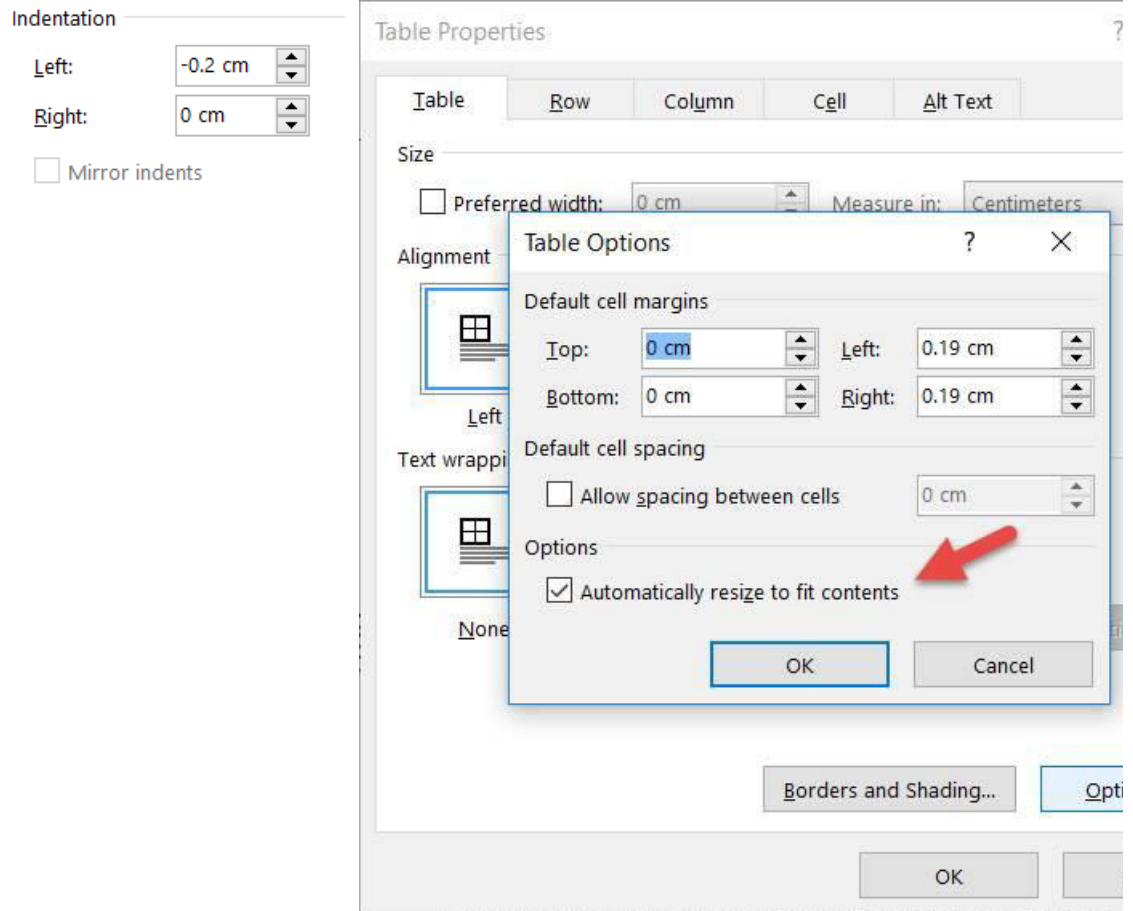 Indentation
Left: -0.2 cm
Right: 0 cm
Mirror indents
Table Properties ?
Table Row Column Cell Alt Text
Size
Preferred width: 0 cm Measure in: Centimeters
Alignment
Left
Text wrappi
None
Table Options ?
Default cell margins
Top: 0 cm Left: 0.19 cm
Bottom: 0 cm Right: 0.19 cm
Default cell spacing
Allow spacing between cells 0 cm
Options
Automatically resize to fit contents
OK Cancel
Borders and Shading... Opti
OK